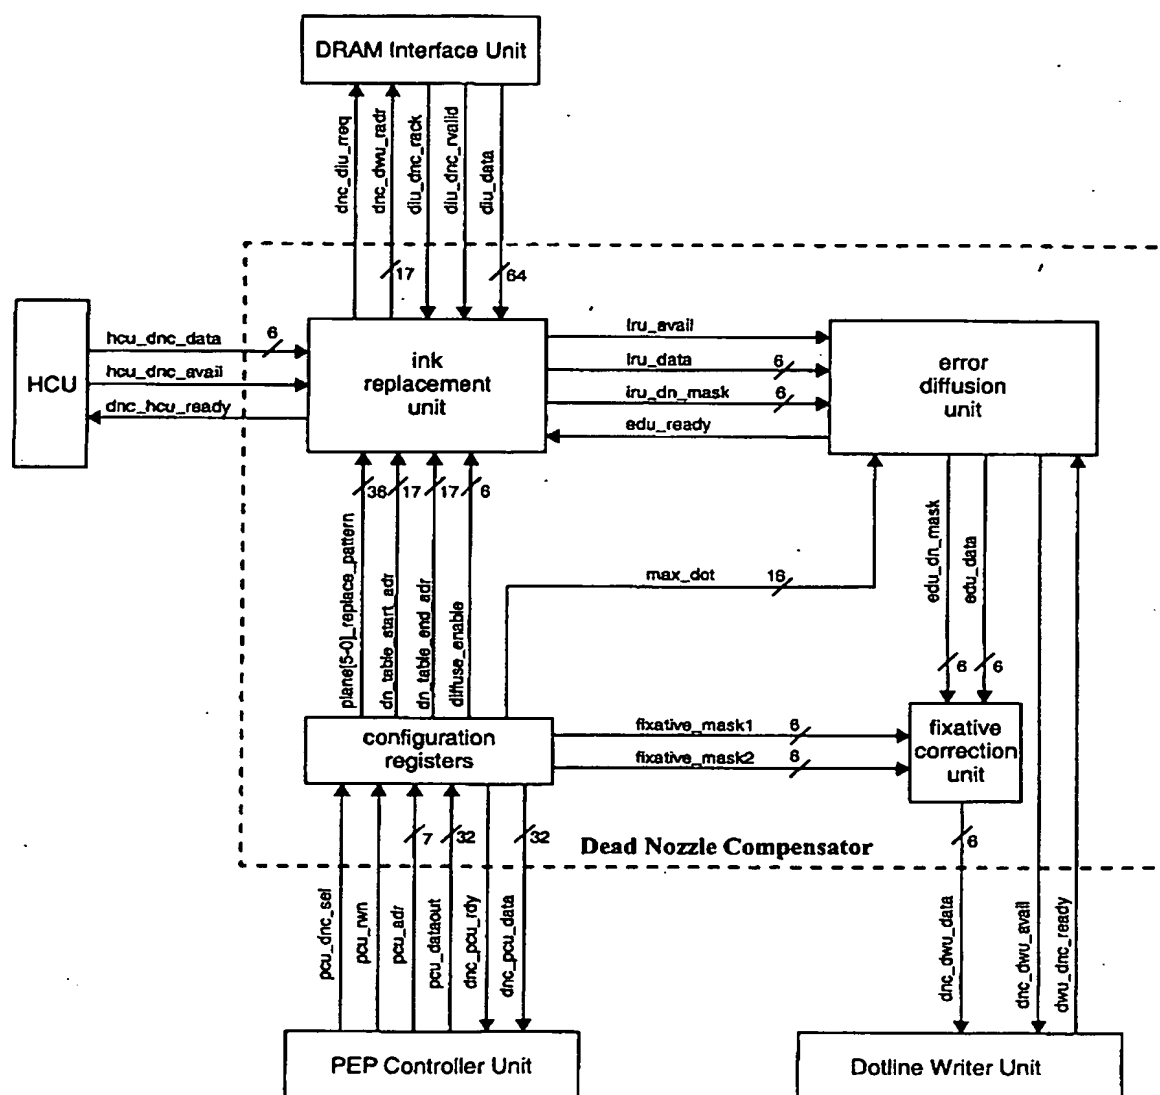 DRAM Interface Unit
dnc_diu_rreq
dnc_dwu_radr
diu_dnc_rack
diu_dnc_rvalid
diu_data
17
64
HCU
hcu_dnc_data
6
hcu_dnc_avail
dnc_hcu_ready
ink
replacement
unit
iru_avail
iru_data
6
iru_dn_mask
6
edu_ready
error
diffusion
unit
36
17
17
6
plane[5-0]_replace_pattern
dn_table_start_adr
dn_table_end_adr
diffuse_enable
max_dot
16
edu_dn_mask
edu_data
6
6
configuration
registers
fixative_mask1
6
fixative_mask2
6
fixative
correction
unit
7
32
32
Dead Nozzle Compensator
6
pcu_dnc_sel
pcu_rwn
pcu_adr
pcu_dataout
dnc_pcu_rdy
dnc_pcu_data
dnc_dwu_data
dnc_dwu_avail
dwu_dnc_ready
PEP Controller Unit
Dotline Writer Unit